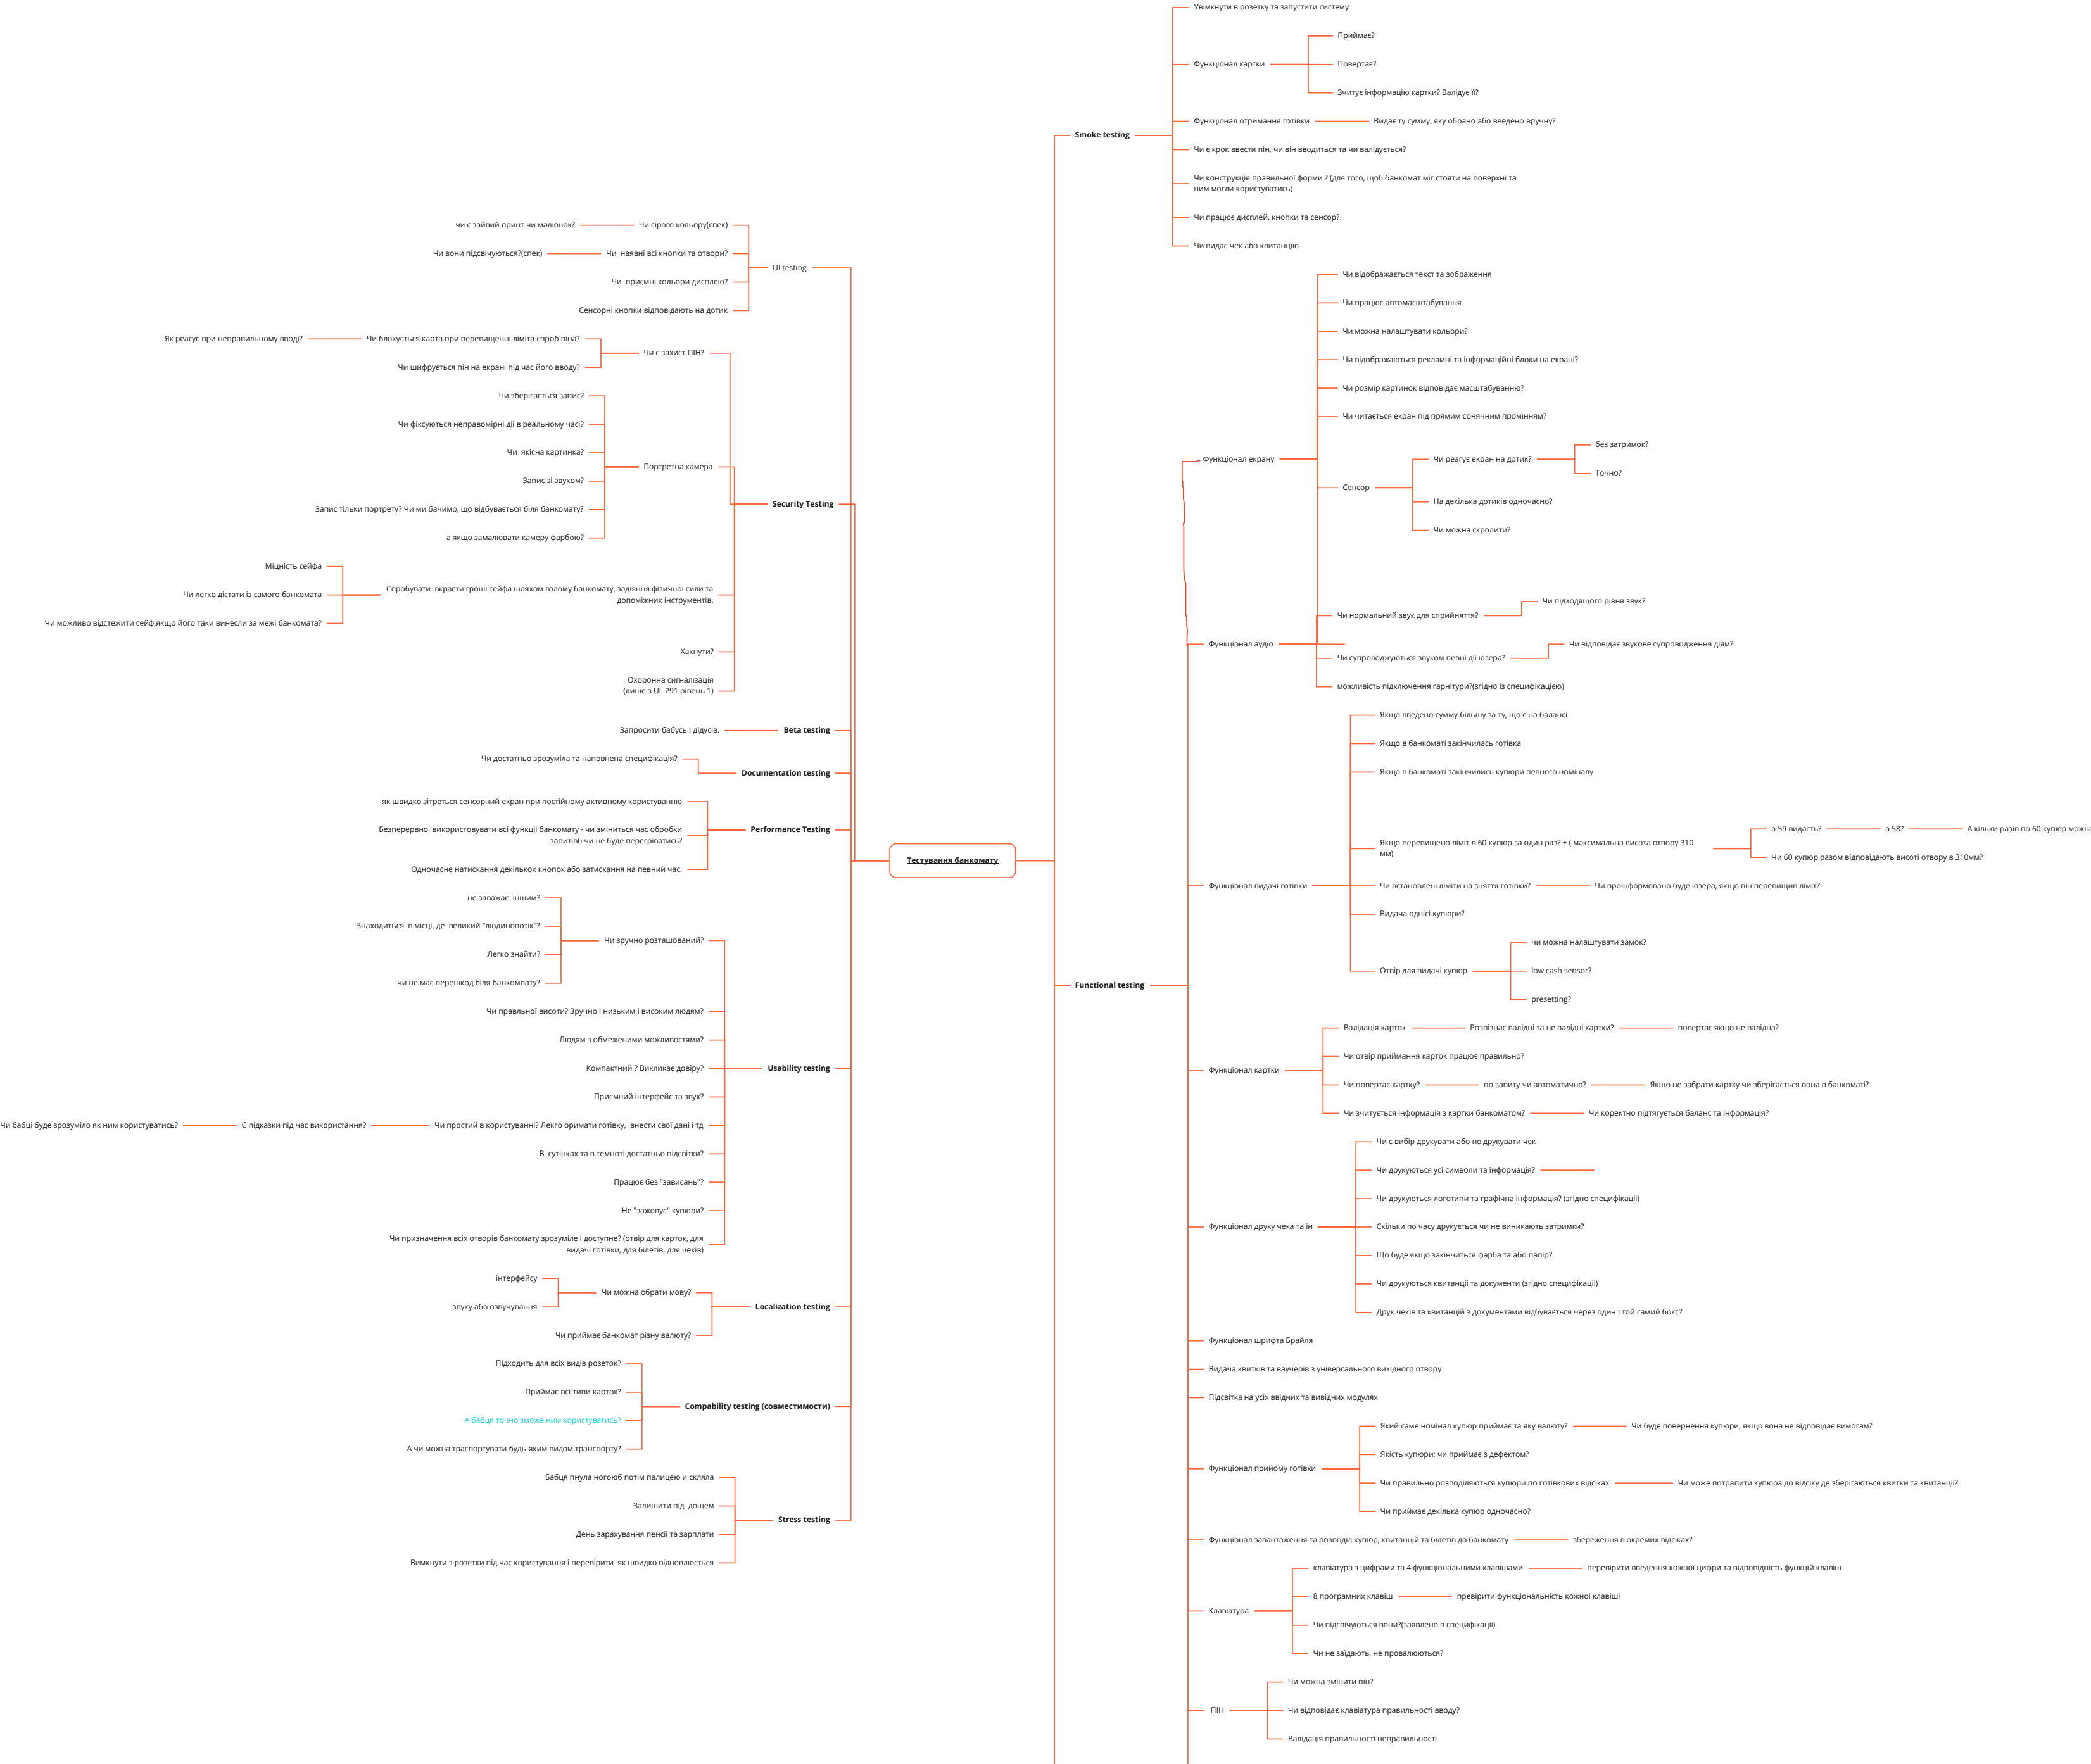 Тестування банкомату
Smoke testing
Увімкнути в розетку та запустити систему
Функціонал картки
Приймає?
Повертає?
Зчитує інформацію картки? Валідує її?
Функціонал отримання готівки
Видає ту сумму, яку обрано або введено вручну?
Чи є крок ввести пін, чи він вводиться та чи валідується?
Чи конструкція правильної форми ? (для того, щоб банкомат міг стояти на поверхні та
ним могли користуватись)
Чи працює дисплей, кнопки та сенсор?
Чи видає чек або квитанцію
Functional testing
Функціонал екрану
Чи відображається текст та зображення
Чи працює автомасштабування
Чи можна налаштувати кольори?
Чи відображаються рекламні та інформаційні блоки на екрані?
Чи розмір картинок відповідає масштабуванню?
Чи читається екран під прямим сонячним промінням?
Сенсор
Чи реагує екран на дотик?
без затримок?
Точно?
На декілька дотиків одночасно?
Чи можна скролити?
Функціонал аудіо
Чи нормальний звук для сприйняття?
Чи підходящого рівня звук?
Чи супроводжуються звуком певні діі юзера?
Чи відповідає звукове супроводження діям?
можливість підключення гарнітури?(згідно із специфікацією)
Функціонал видачі готівки
Якщо введено сумму більшу за ту, що є на балансі
Якщо в банкоматі закінчилась готівка
Якщо в банкоматі закінчились купюри певного номіналу
Якщо перевищено ліміт в 60 купюр за один раз? + ( максимальна висота отвору 310
мм)
а 59 видасть?
а 58?
А кільки разів по 60 купюр можна
Чи 60 купюр разом відповідають висоті отвору в 310мм?
Чи встановлені ліміти на зняття готівки?
Чи проінформовано буде юзера, якщо він перевищив ліміт?
Видача однієі купюри?
Отвір для видачі купюр
чи можна налаштувати замок?
low cash sensor?
presetting?
Функціонал картки
Валідація карток
Розпізнає валідні та не валідні картки?
повертає якщо не валідна?
Чи отвір приймання карток працює правильно?
Чи повертає картку?
по запиту чи автоматично?
Якщо не забрати картку чи зберігається вона в банкоматі?
Чи зчитується інформація з картки банкоматом?
Чи коректно підтягується баланс та інформація?
Функціонал друку чека та ін
Чи є вибір друкувати або не друкувати чек
Чи друкуються усі символи та інформація?
Чи друкуються логотипи та графічна інформація? (згідно специфікаціі)
Скільки по часу друкується чи не виникають затримки?
Що буде якщо закінчиться фарба та або папір?
Чи друкуються квитанціі та документи (згідно специфікаціі)
Друк чеків та квитанцій з документами відбувається через один і той самий бокс?
Функціонал шрифта Брайля
Видача квитків та ваучерів з універсального вихідного отвору
Підсвітка на усіх ввідних та вивідних модулях
Функціонал прийому готівки
Який саме номінал купюр приймає та яку валюту?
Чи буде повернення купюри, якщо вона не відповідає вимогам?
Якість купюри: чи приймає з дефектом?
Чи правильно розподіляються купюри по готівкових відсіках
Чи може потрапити купюра до відсіку де зберігаються квитки та квитанції?
Чи приймає декілька купюр одночасно?
Функціонал завантаження та розподіл купюр, квитанцій та білетів до банкомату
збереження в окремих відсіках?
Клавіатура
клавіатура з цифрами та 4 функціональними клавішами
перевірити введення кожної цифри та відповідність функцій клавіш
8 програмних клавіш
превірити функціональність кожної клавіші
Чи підсвічуються вони?(заявлено в специфікації)
Чи не заїдають, не провалюються?
ПІН
Чи можна змінити пін?
Чи відповідає клавіатура правильності вводу?
Валідація правильності неправильності
UI testing
Чи сірого кольору(спек)
чи є зайвий принт чи малюнок?
Чи  наявні всі кнопки та отвори?
Чи вони підсвічуються?(спек)
Чи  приємні кольори дисплею?
Сенсорні кнопки відповідають на дотик
Security Testing
Чи є захист ПІН?
Чи блокується карта при перевищенні ліміта спроб піна?
Як реагує при неправильному вводі?
Чи шифрується пін на екрані під час його вводу?
Портретна камера
Чи зберігається запис?
Чи фіксуються неправомірні дії в реальному часі?
Чи  якісна картинка?
Запис зі звуком?
Запис тільки портрету? Чи ми бачимо, що відбувається біля банкомату?
а якщо замалювати камеру фарбою?
Спробувати  вкрасти гроші сейфа шляхом взлому банкомату, задіяння фізичної сили та
допоміжних інструментів.
Міцність сейфа
Чи легко дістати із самого банкомата
Чи можливо відстежити сейф,якщо його таки винесли за межі банкомата?
Хакнути?
Охоронна сигналізація
(лише з UL 291 рівень 1)
Beta testing
Запросити бабусь і дідусів.
Documentation testing
Чи достатньо зрозуміла та наповнена специфікація?
Performance Testing
як швидко зітреться сенсорний екран при постійному активному користуванню
Безперервно  використовувати всі функції банкомату - чи зміниться час обробки
запитівб чи не буде перегріватись?
Одночасне натискання декількох кнопок або затискання на певний час.
Usability testing
Чи зручно розташований?
не заважає  іншим?
Знаходиться  в місці, де  великий "людинопотік"?
Легко знайти?
чи не має перешкод біля банкомпату?
Чи правльної висоти? Зручно і низьким і високим людям?
Людям з обмеженими можливостями?
Компактний ? Викликає довіру?
Приємний інтерфейс та звук?
Чи простий в користуванні? Лекго оримати готівку,  внести свої дані і тд
Є підказки під час використання?
Чи бабці буде зрозуміло як ним користуватись?
В  сутінках та в темноті достатньо підсвітки?
Працює без "зависань"?
Не "зажовує" купюри?
Чи призначення всіх отворів банкомату зрозуміле і доступне? (отвір для карток, для
видачі готівки, для білетів, для чеків)
Localization testing
Чи можна обрати мову?
інтерфейсу
звуку або озвучування
Чи приймає банкомат різну валюту?
Compability testing (совместимости)
Підходить для всіх видів розеток?
Приймає всі типи карток?
А бабця точно зможе ним користуватись?
А чи можна траспортувати будь-яким видом транспорту?
Stress testing
Бабця пнула ногоюб потім палицею и скляла
Залишити під  дощем
День зарахування пенсії та зарплати
Вимкнути з розетки під час користування і перевірити  як швидко відновлюється